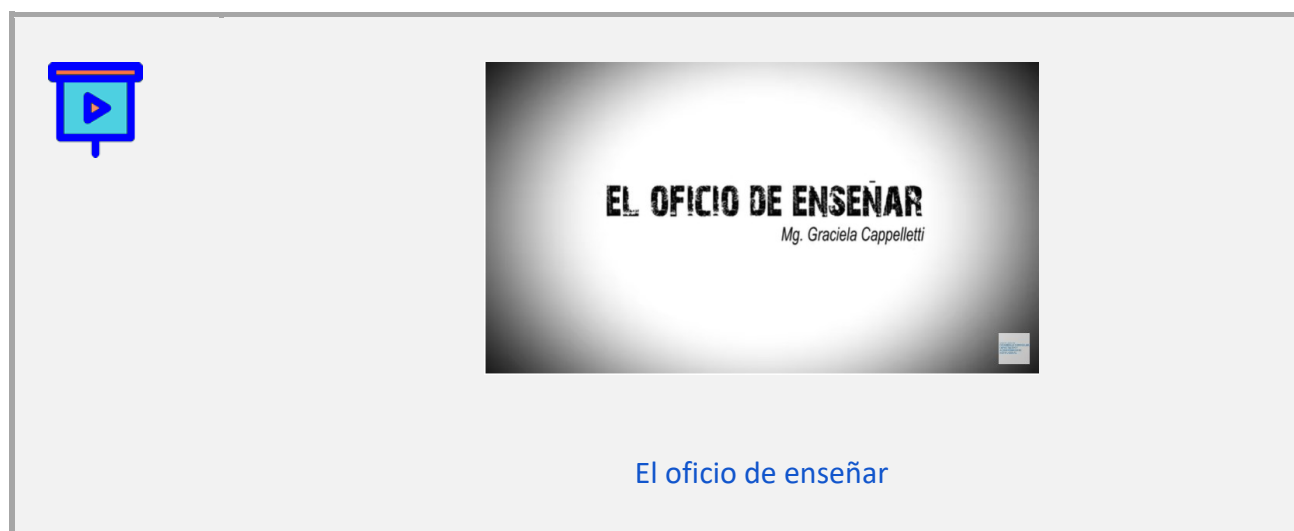 EL OFICIO DE ENSEÑAR
Mg. Graciela Cappelletti
El oficio de enseñar